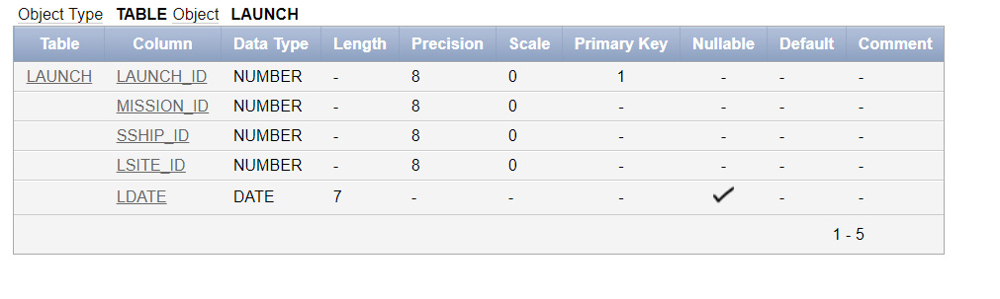 Object Type TABLE Object LAUNCH
Table Column Data Type Length Precision Scale Primary Key Nullable Default Comment
LAUNCH LAUNCH_ID NUMBER - 8 0 1 - - -
MISSION_ID NUMBER - 8 0 - - - -
SSHIP_ID NUMBER - 8 0 - - - -
LSITE_ID NUMBER - 8 0 - - - -
LDATE DATE 7 - - - ✓ - -
1 - 5